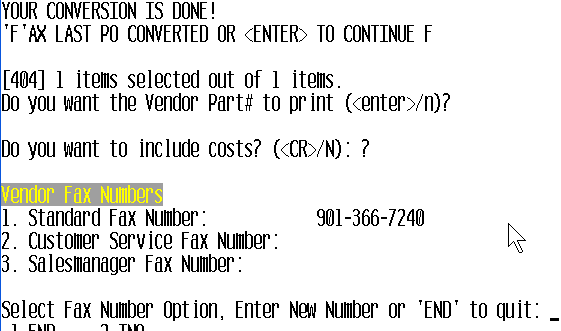 YOUR CONVERSION IS DONE!
'F'AX LAST PO CONVERTED OR <ENTER> TO CONTINUE F
[404] 1 items selected out of 1 items.
Do you want the Vendor Part# to print (<enter>/n)?
Do you want to include costs? (<CR>/N): ?
Vendor Fax Numbers
1. Standard Fax Number: 901-366-7240
2. Customer Service Fax Number:
3. Salesmanager Fax Number:
Select Fax Number Option, Enter New Number or 'END' to quit: _